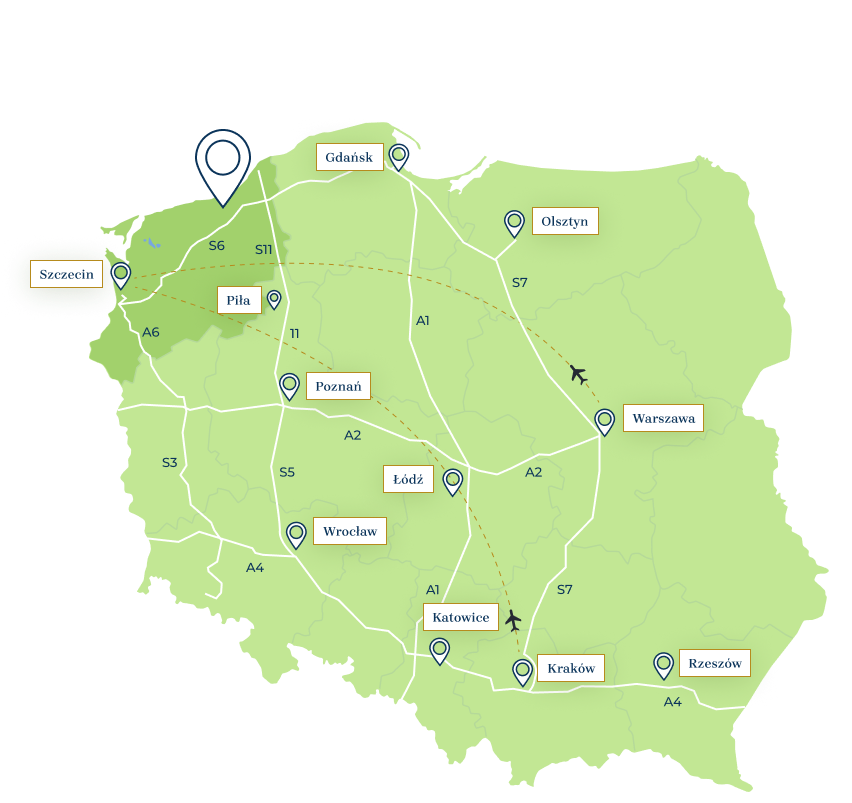 Gdańsk
Olsztyn
S6
S11
Szczecin
S7
Piła
A1
A6
11
Poznań
Warszawa
A2
S3
S5
A2
Łódź
Wrocław
A4
A1
S7
Katowice
Kraków
Rzeszów
A4